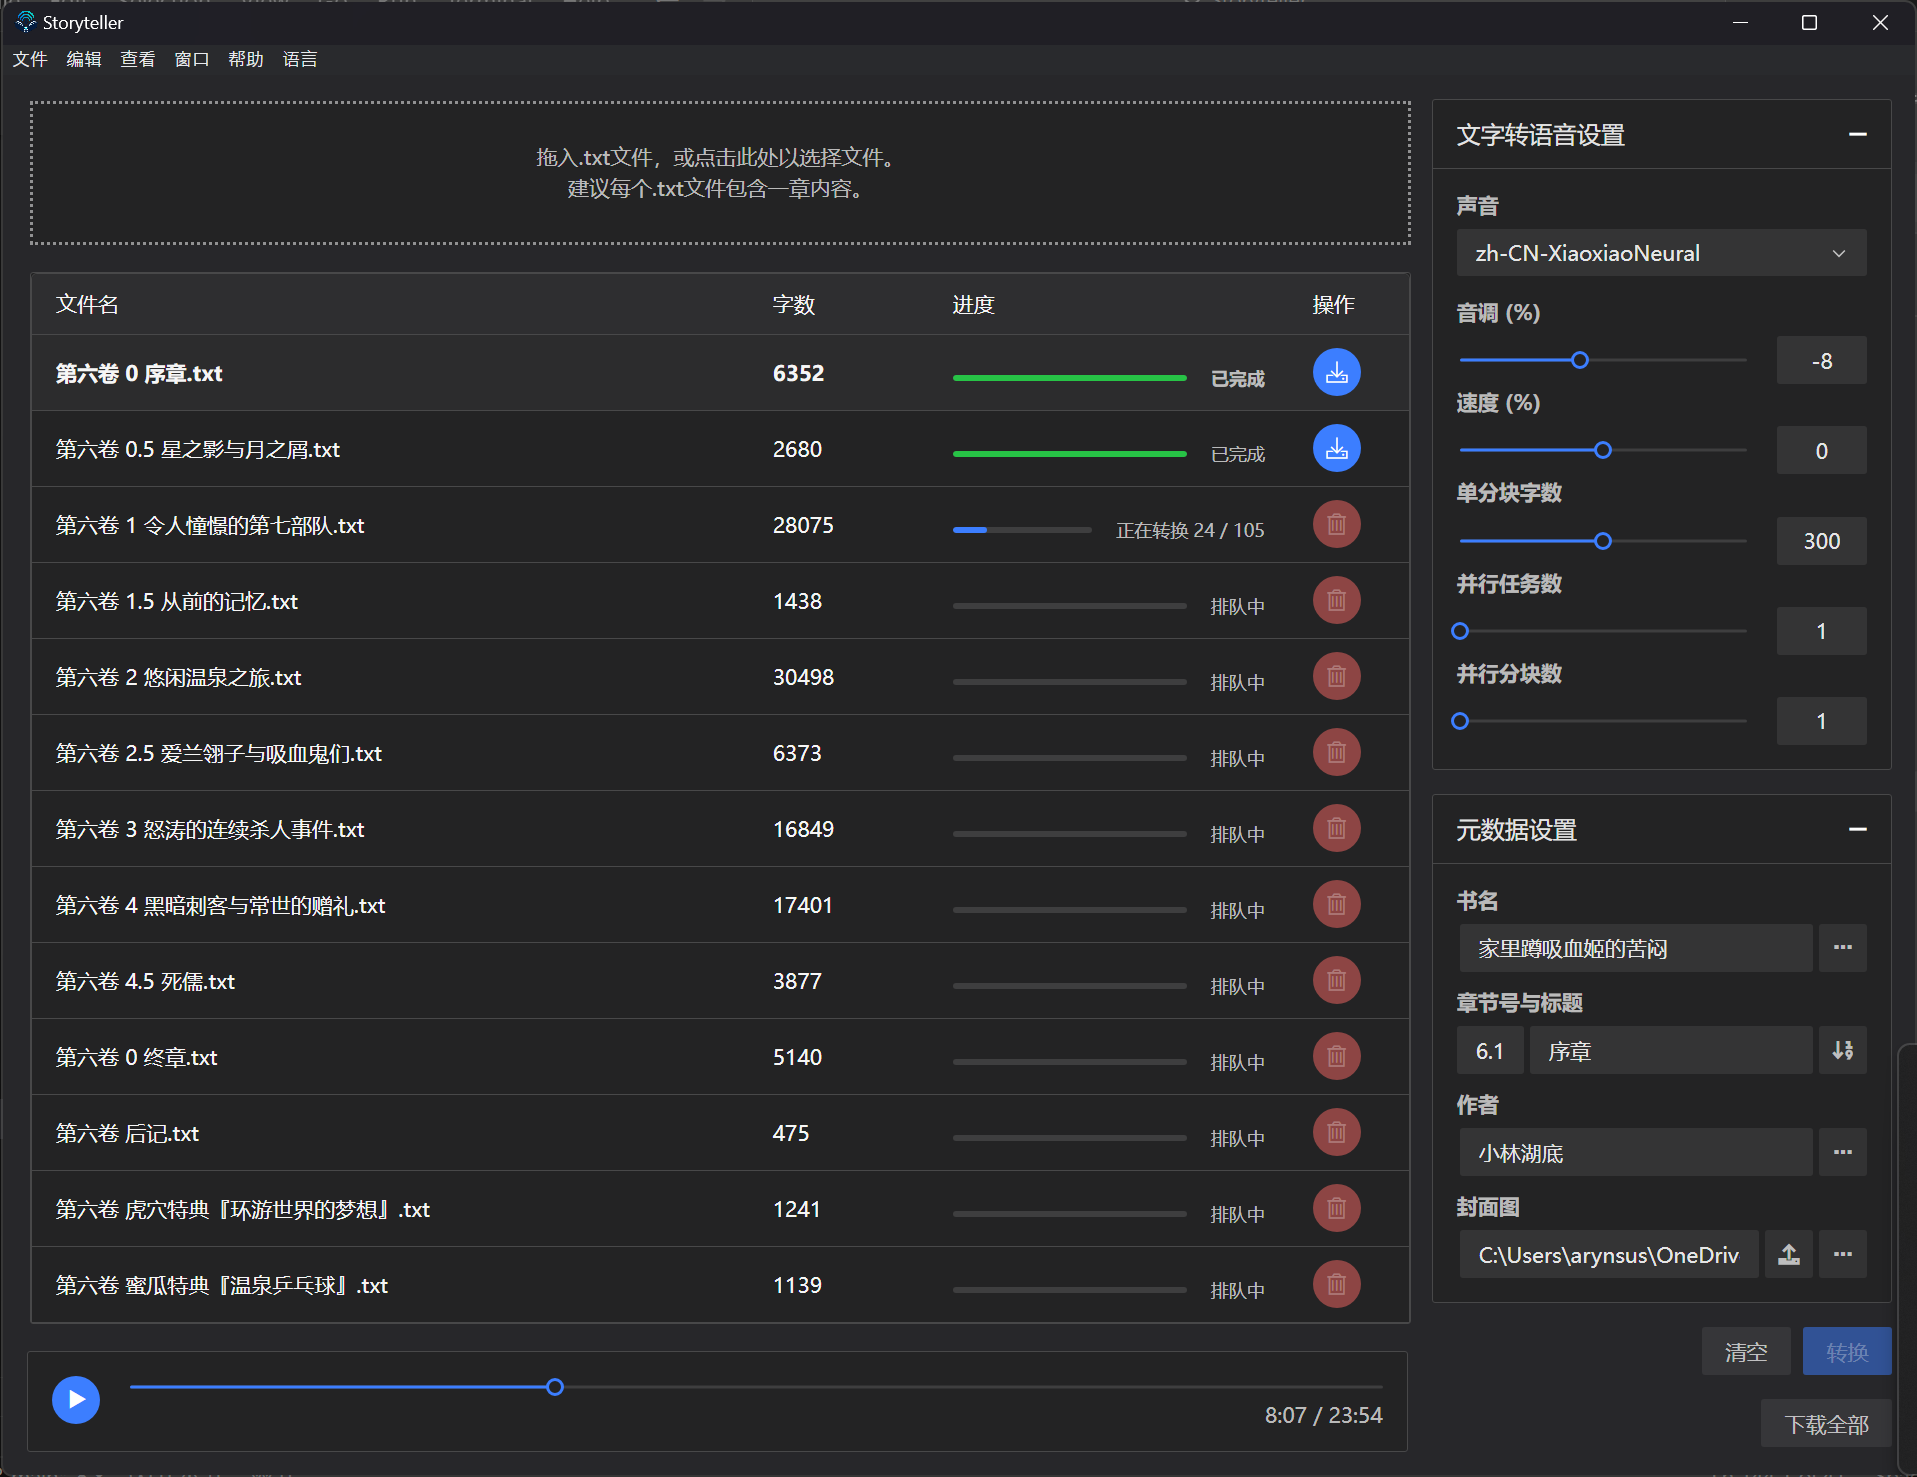 Storyteller
文件 编辑 查看 窗口 帮助 语言
拖入.txt文件，或点击此处以选择文件。
建议每个.txt文件包含一章内容。
文件名 字数 进度 操作
第六卷 0 序章.txt 6352 已完成
第六卷 0.5 星之影与月之屑.txt 2680 已完成
第六卷 1 令人憧憬的第七部队.txt 28075 正在转换 24 / 105
第六卷 1.5 从前的记忆.txt 1438 排队中
第六卷 2 悠闲温泉之旅.txt 30498 排队中
第六卷 2.5 爱兰翎子与吸血鬼们.txt 6373 排队中
第六卷 3 怒涛的连续杀人事件.txt 16849 排队中
第六卷 4 黑暗刺客与常世的赠礼.txt 17401 排队中
第六卷 4.5 死儒.txt 3877 排队中
第六卷 0 终章.txt 5140 排队中
第六卷 后记.txt 475 排队中
第六卷 虎穴特典『环游世界的梦想』.txt 1241 排队中
第六卷 蜜瓜特典『温泉乒乓球』.txt 1139 排队中
8:07 / 23:54
文字转语音设置
声音
zh-CN-XiaoxiaoNeural
音调 (%)
-8
速度 (%)
0
单分块字数
300
并行任务数
1
并行分块数
1
元数据设置
书名
家里蹲吸血姬的苦闷
章节号与标题
6.1 序章
作者
小林湖底
封面图
C:\Users\arynsus\OneDriv
清空 转换
下载全部